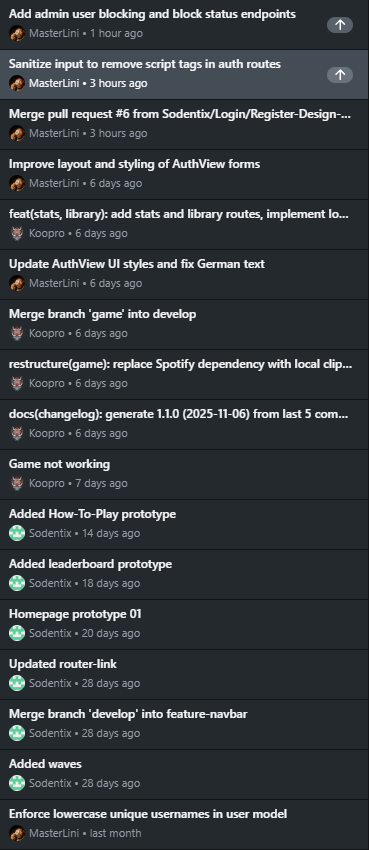 Add admin user blocking and block status endpoints
MasterLini • 1 hour ago
Sanitize input to remove script tags in auth routes
MasterLini • 3 hours ago
Merge pull request #6 from Sodentix/Login/Register-Design-...
MasterLini • 3 hours ago
Improve layout and styling of AuthView forms
MasterLini • 6 days ago
feat(stats, library): add stats and library routes, implement lo...
Koopro • 6 days ago
Update AuthView UI styles and fix German text
MasterLini • 6 days ago
Merge branch 'game' into develop
Koopro • 6 days ago
restructure(game): replace Spotify dependency with local clip...
Koopro • 6 days ago
docs(changelog): generate 1.1.0 (2025-11-06) from last 5 com...
Koopro • 6 days ago
Game not working
Koopro • 7 days ago
Added How-To-Play prototype
Sodentix • 14 days ago
Added leaderboard prototype
Sodentix • 18 days ago
Homepage prototype 01
Sodentix • 20 days ago
Updated router-link
Sodentix • 28 days ago
Merge branch 'develop' into feature-navbar
Sodentix • 28 days ago
Added waves
Sodentix • 28 days ago
Enforce lowercase unique usernames in user model
MasterLini • last month